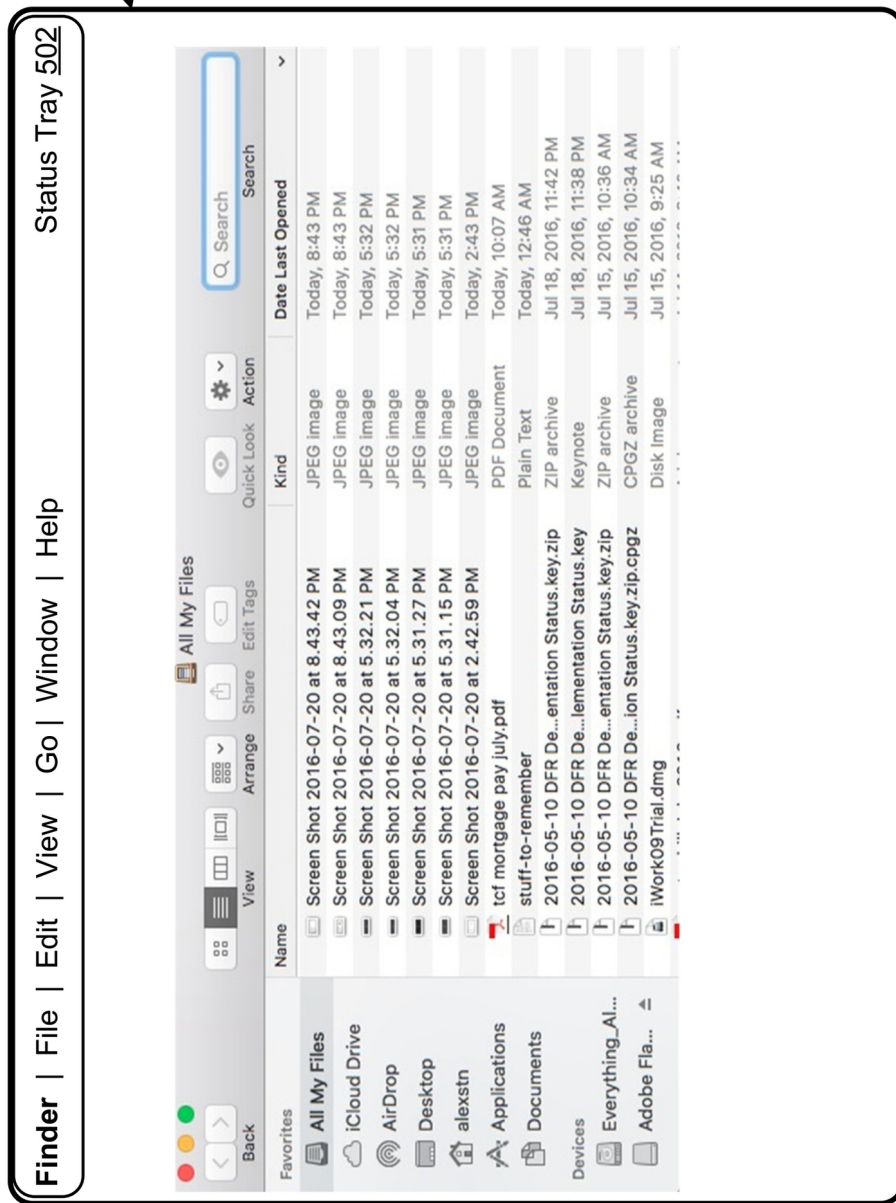 Finder | File | Edit | View | Go | Window | Help Status Tray 502
All My Files
Search
Back View Arrange Share Edit Tags Quick Look Action Search
Favorites
All My Files
iCloud Drive
AirDrop
Desktop
alexstn
Applications
Documents
Devices
Everything_Al...
Adobe Fla...
Name Kind Date Last Opened
Screen Shot 2016-07-20 at 8.43.42 PM JPEG image Today, 8:43 PM
Screen Shot 2016-07-20 at 8.43.09 PM JPEG image Today, 8:43 PM
Screen Shot 2016-07-20 at 5.32.21 PM JPEG image Today, 5:32 PM
Screen Shot 2016-07-20 at 5.32.04 PM JPEG image Today, 5:32 PM
Screen Shot 2016-07-20 at 5.31.27 PM JPEG image Today, 5:31 PM
Screen Shot 2016-07-20 at 5.31.15 PM JPEG image Today, 5:31 PM
Screen Shot 2016-07-20 at 2.42.59 PM JPEG image Today, 2:43 PM
tcf mortgage pay july.pdf PDF Document Today, 10:07 AM
stuff-to-remember Plain Text Today, 12:46 AM
2016-05-10 DFR De...entation Status.key.zip ZIP archive Jul 18, 2016, 11:42 PM
2016-05-10 DFR De...lementation Status.key Keynote Jul 18, 2016, 11:38 PM
2016-05-10 DFR De...entation Status.key.zip ZIP archive Jul 15, 2016, 10:36 AM
2016-05-10 DFR De...ion Status.key.zip.cpgz CPGZ archive Jul 15, 2016, 10:34 AM
iWork09Trial.dmg Disk Image Jul 15, 2016, 9:25 AM